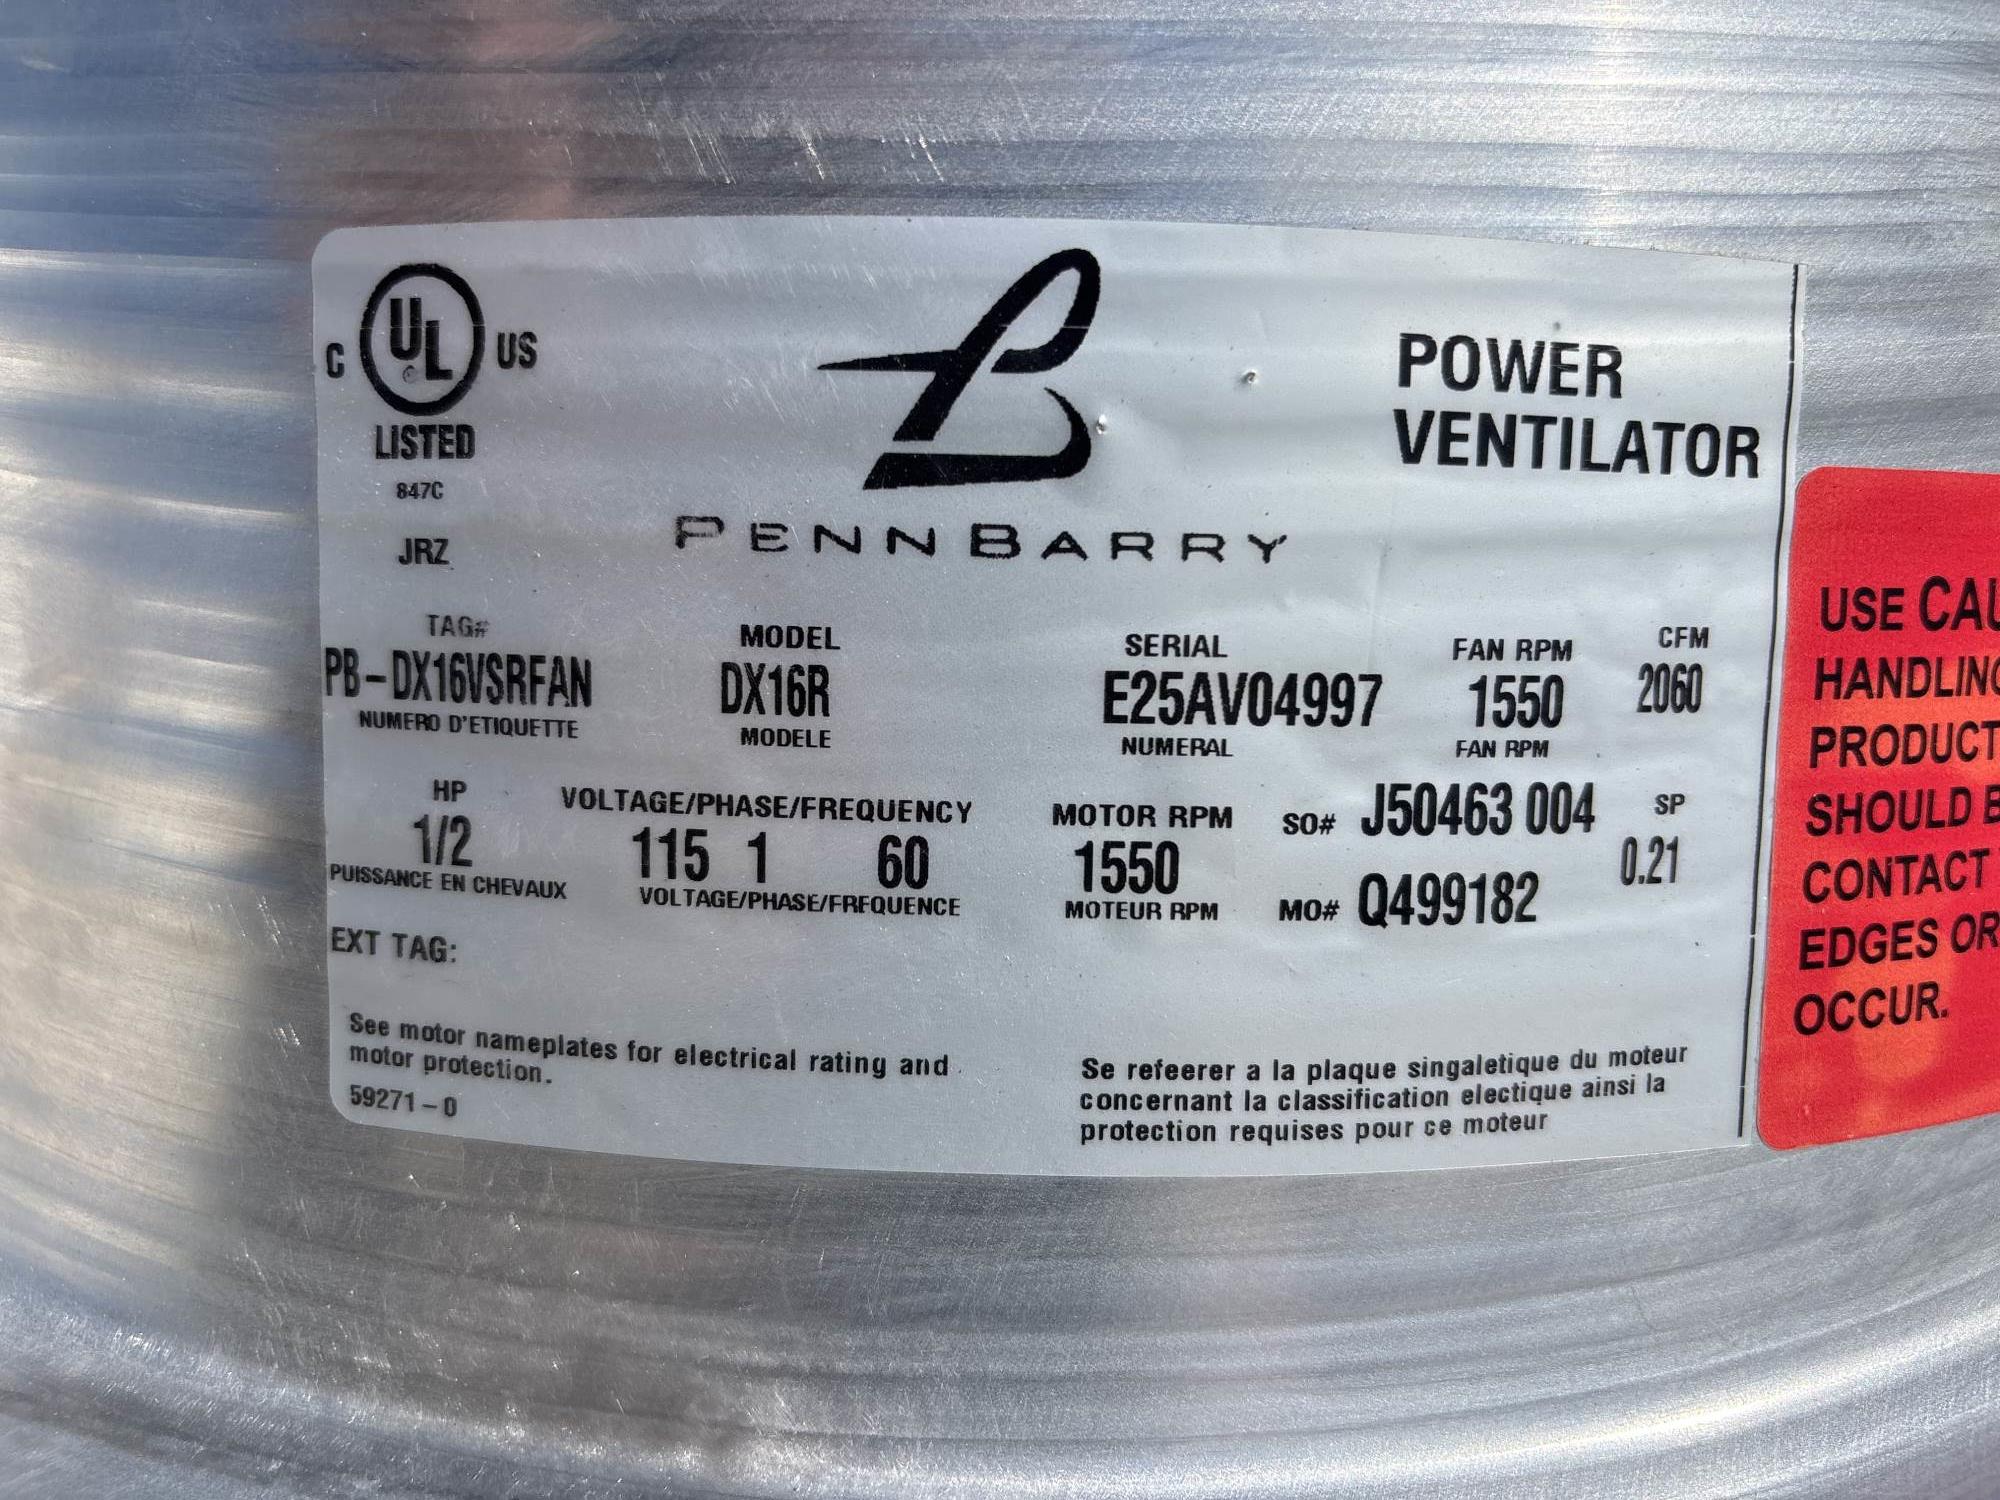 C UL US
LISTED
847C
JRZ
PENNBARRY
POWER
VENTILATOR
TAG# MODEL SERIAL FAN RPM CFM
PB-DX16VSRFAN DX16R E25AV04997 1550 2060
NUMERO D'ETIQUETTE MODELE NUMERAL FAN RPM
HP VOLTAGE/PHASE/FREQUENCY MOTOR RPM SO# J50463 004 SP
1/2 115 1 60 1550 0.21
PUISSANCE EN CHEVAUX VOLTAGE/PHASE/FREQUENCE MOTEUR RPM MO# Q499182
EXT TAG:
See motor nameplates for electrical rating and
motor protection.
59271-0
Se refeerer a la plaque singaletique du moteur
concernant la classification electique ainsi la
protection requises pour ce moteur
USE
HANDLING
PRODUCT
SHOULD
CONTACT
EDGES OR
OCCUR.